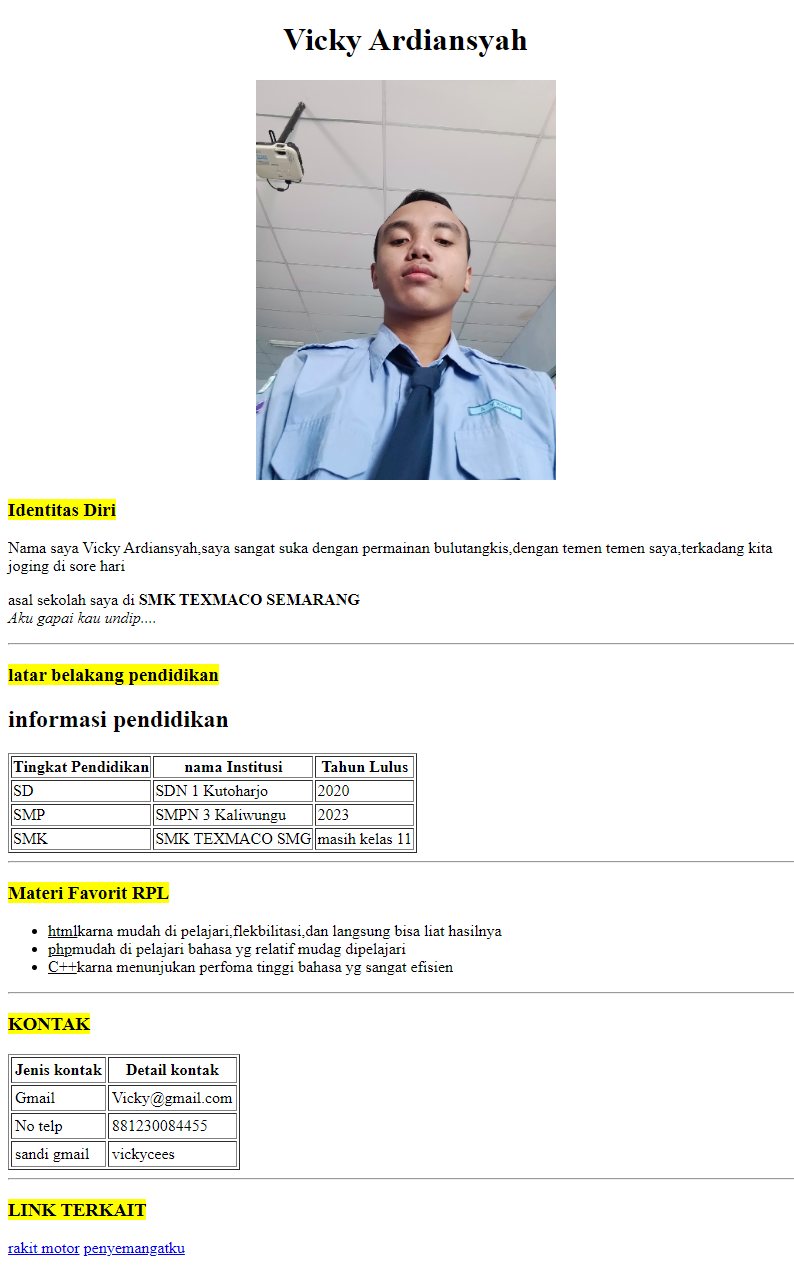 Vicky Ardiansyah
Identitas Diri
Nama saya Vicky Ardiansyah,saya sangat suka dengan permainan bulutangkis,dengan temen temen saya,terkadang kita
joging di sore hari
asal sekolah saya di SMK TEXMACO SEMARANG
Aku gapai kau undip....
latar belakang pendidikan
informasi pendidikan
Tingkat Pendidikan nama Institusi Tahun Lulus
SD SDN 1 Kutoharjo 2020
SMP SMPN 3 Kaliwungu 2023
SMK SMK TEXMACO SMG masih kelas 11
Materi Favorit RPL
htmlkarna mudah di pelajari,flekbilitasi,dan langsung bisa liat hasilnya
phpmudah di pelajari bahasa yg relatif mudag dipelajari
C++karna menunjukan perfoma tinggi bahasa yg sangat efisien
KONTAK
Jenis kontak Detail kontak
Gmail Vicky@gmail.com
No telp 881230084455
sandi gmail vickycees
LINK TERKAIT
rakit motor penyemangatku